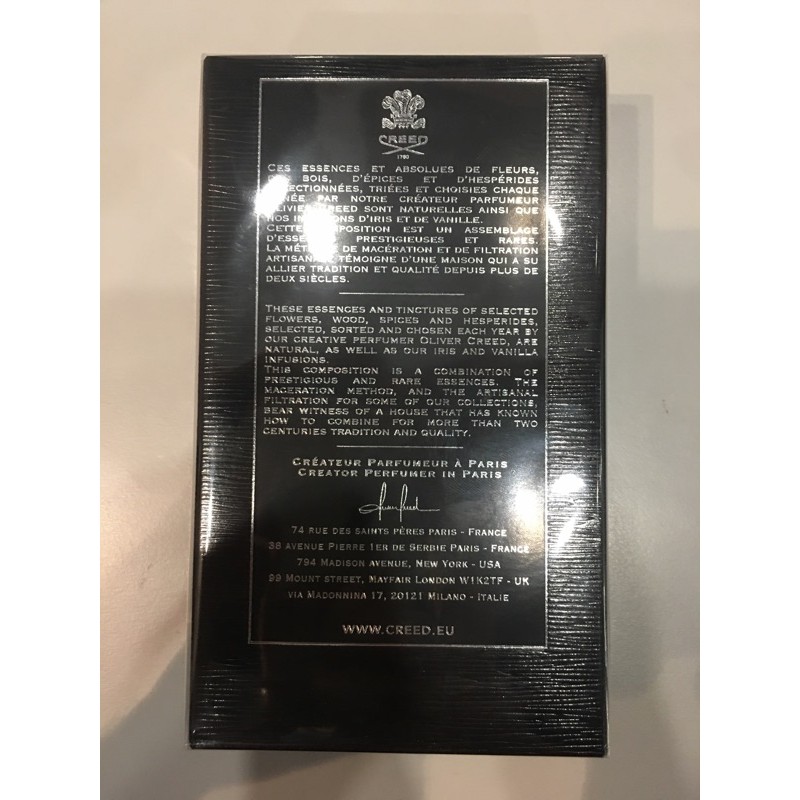 CREED
1760
CES ESSENCES ET ABSOLUES DE FLEURS,
BOIS, D'ÉPICES ET D'HESPÉRIDES
TRIÉES ET CHOISIES CHAQUE
PAR NOTRE CRÉATEUR PARFUMEUR
CREED SONT NATURELLES AINSI QUE
NOS D'IRIS ET DE VANILLE.
CETTE EST UN ASSEMBLAGE
PRESTIGIEUSES ET RARES.
LA DE MACÉRATION ET DE FILTRATION
TÉMOIGNE D'UNE MAISON QUI A SU
ALLIER TRADITION ET QUALITÉ DEPUIS PLUS DE
DEUX SIÈCLES.
THESE ESSENCES AND TINCTURES OF SELECTED
FLOWERS, WOOD, SPICES AND HESPERIDES,
SELECTED, SORTED AND CHOSEN EACH YEAR BY
OUR CREATIVE PERFUMER OLIVER CREED, ARE
NATURAL, AS WELL AS OUR IRIS AND VANILLA
INFUSIONS.
THIS COMPOSITION IS A COMBINATION OF
PRESTIGIOUS AND RARE ESSENCES. THE
MACERATION METHOD, AND THE ARTISANAL
FILTRATION FOR SOME OF OUR COLLECTIONS,
BEAR WITNESS OF A HOUSE THAT HAS KNOWN
HOW TO COMBINE FOR MORE THAN TWO
CENTURIES TRADITION AND QUALITY.
CRÉATEUR PARFUMEUR À PARIS
CREATOR PERFUMER IN PARIS
74 RUE DES SAINTS PÈRES PARIS - FRANCE
38 AVENUE PIERRE 1ER DE SERBIE PARIS - FRANCE
794 MADISON AVENUE, NEW YORK - USA
99 MOUNT STREET, MAYFAIR LONDON W1K2TF - UK
VIA MADONNINA 17, 20121 MILANO - ITALIE
WWW.CREED.EU